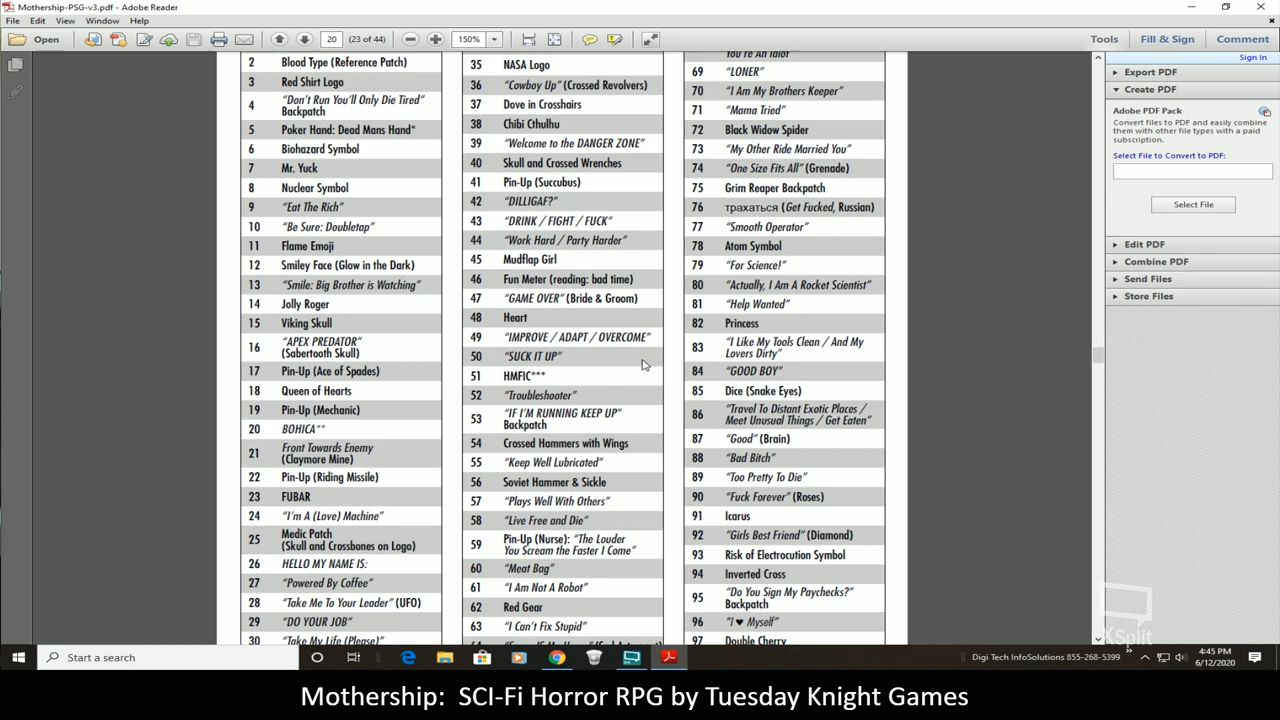 Mothership-PSG-v3.pdf - Adobe Reader
File Edit View Window Help
Open 20 (23 of 44) 150% Tools Fill & Sign Comment
Sign In
2 Blood Type (Reference Patch)
3 Red Shirt Logo
4 "Don't Run You'll Only Die Tired"
Backpatch
5 Poker Hand: Dead Mans Hand*
6 Biohazard Symbol
7 Mr. Yuck
8 Nuclear Symbol
9 "Eat The Rich"
10 "Be Sure: Doubletap"
11 Flame Emoji
12 Smiley Face (Glow in the Dark)
13 "Smile: Big Brother is Watching"
14 Jolly Roger
15 Viking Skull
16 "APEX PREDATOR"
(Sabertooth Skull)
17 Pin-Up (Ace of Spades)
18 Queen of Hearts
19 Pin-Up (Mechanic)
20 BOHICA**
21 Front Towards Enemy
(Claymore Mine)
22 Pin-Up (Riding Missile)
23 FUBAR
24 "I'm A (Love) Machine"
25 Medic Patch
(Skull and Crossbones on Logo)
26 HELLO MY NAME IS:
27 "Powered By Coffee"
28 "Take Me To Your Leader" (UFO)
29 "DO YOUR JOB"
30 "Take My Life (Please)"
35 NASA Logo
36 "Cowboy Up" (Crossed Revolvers)
37 Dove in Crosshairs
38 Chibi Cthulhu
39 "Welcome to the DANGER ZONE"
40 Skull and Crossed Wrenches
41 Pin-Up (Succubus)
42 "DILLIGAF?"
43 "DRINK / FIGHT / FUCK"
44 "Work Hard / Party Harder"
45 Mudflap Girl
46 Fun Meter (reading: bad time)
47 "GAME OVER" (Bride & Groom)
48 Heart
49 "IMPROVE / ADAPT / OVERCOME"
50 "SUCK IT UP"
51 HMFIC***
52 "Troubleshooter"
53 "IF I'M RUNNING KEEP UP"
Backpatch
54 Crossed Hammers with Wings
55 "Keep Well Lubricated"
56 Soviet Hammer & Sickle
57 "Plays Well With Others"
58 "Live Free and Die"
59 Pin-Up (Nurse): "The Louder
You Scream the Faster I Come"
60 "Meat Bag"
61 "I Am Not A Robot"
62 Red Gear
63 "I Can't Fix Stupid"
You're An Idiot
69 "LONER"
70 "I Am My Brothers Keeper"
71 "Mama Tried"
72 Black Widow Spider
73 "My Other Ride Married You"
74 "One Size Fits All" (Grenade)
75 Grim Reaper Backpatch
76 трахаться (Get Fucked, Russian)
77 "Smooth Operator"
78 Atom Symbol
79 "For Science!"
80 "Actually, I Am A Rocket Scientist"
81 "Help Wanted"
82 Princess
83 "I Like My Tools Clean / And My
Lovers Dirty"
84 "GOOD BOY"
85 Dice (Snake Eyes)
86 "Travel To Distant Exotic Places /
Meet Unusual Things / Get Eaten"
87 "Good" (Brain)
88 "Bad Bitch"
89 "Too Pretty To Die"
90 "Fuck Forever" (Roses)
91 Icarus
92 "Girls Best Friend" (Diamond)
93 Risk of Electrocution Symbol
94 Inverted Cross
95 "Do You Sign My Paychecks?"
Backpatch
96 "I ♥ Myself"
97 Double Cherry
Export PDF
Create PDF
Adobe PDF Pack
Convert files to PDF and easily combine
them with other file types with a paid
subscription.
Select File to Convert to PDF:
Select File
Edit PDF
Combine PDF
Send Files
Store Files
XSplit
Start a search
Digi Tech InfoSolutions 855-268-5399
4:45 PM
6/12/2020
Mothership: SCI-Fi Horror RPG by Tuesday Knight Games